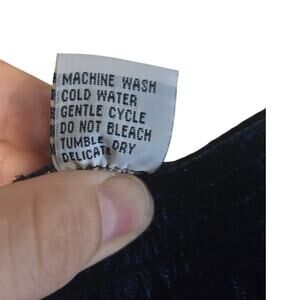 MACHINE WASH
COLD WATER
GENTLE CYCLE
DO NOT BLEACH
TUMBLE DRY
DELICATE